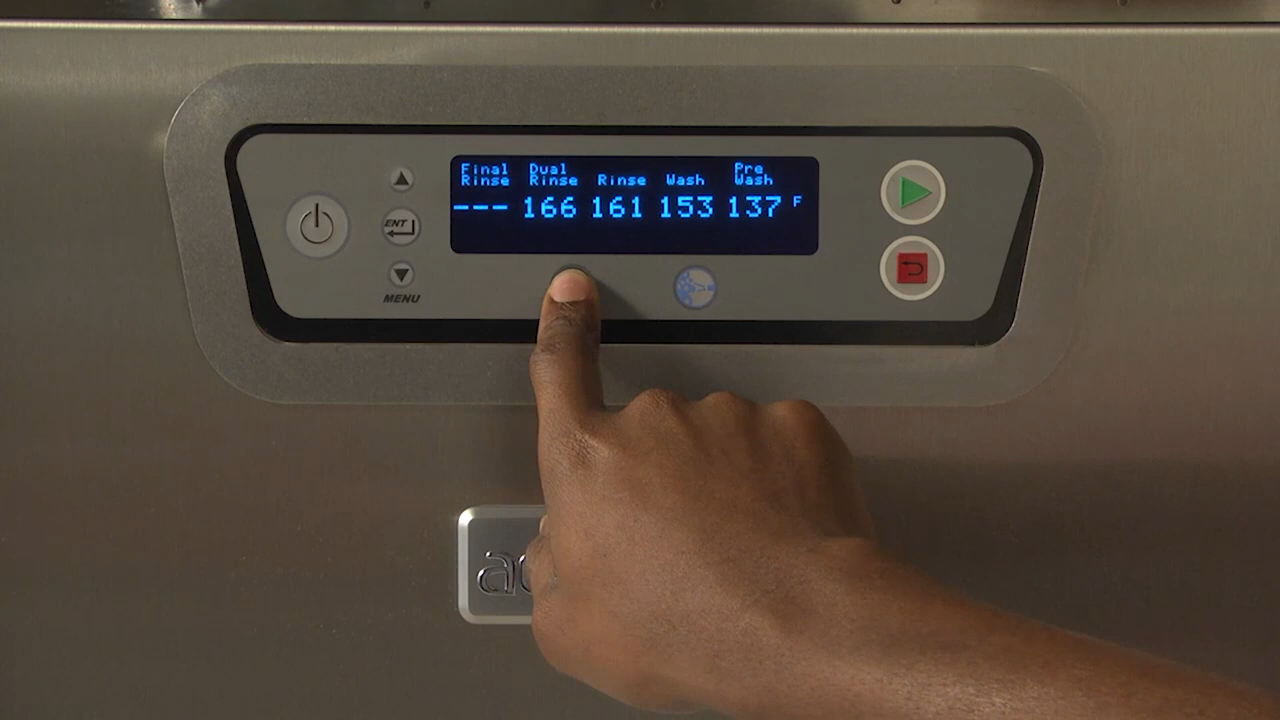 Final Dual Pre
Rinse Rinse Rinse Wash Wash
--- 166 161 153 137 F
ENT
MENU